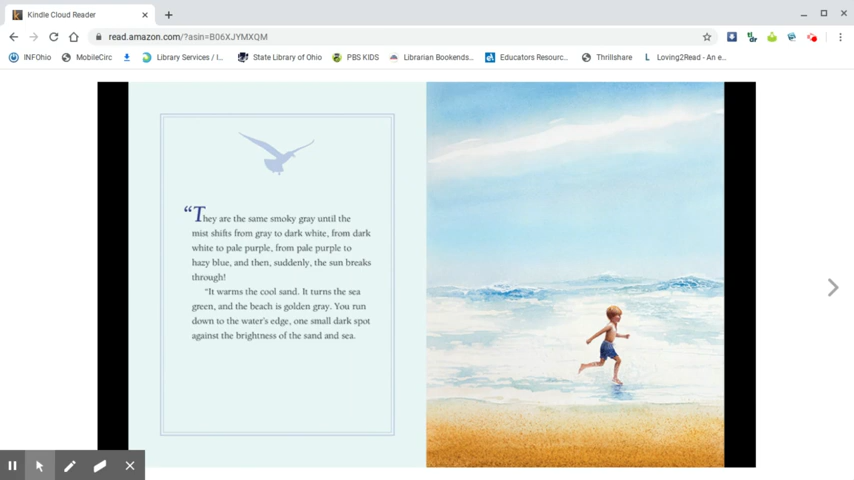 Kindle Cloud Reader
read.amazon.com/?asin=B06XJYMXQM
INFOhio
MobileCirc
Library Services / I...
State Library of Ohio
PBS KIDS
Librarian Bookends...
Educators Resourc...
Thrillshare
Loving2Read - An e...
“They are the same smoky gray until the
mist shifts from gray to dark white, from dark
white to pale purple, from pale purple to
hazy blue, and then, suddenly, the sun breaks
through!
“It warms the cool sand. It turns the sea
green, and the beach is golden gray. You run
down to the water's edge, one small dark spot
against the brightness of the sand and sea.